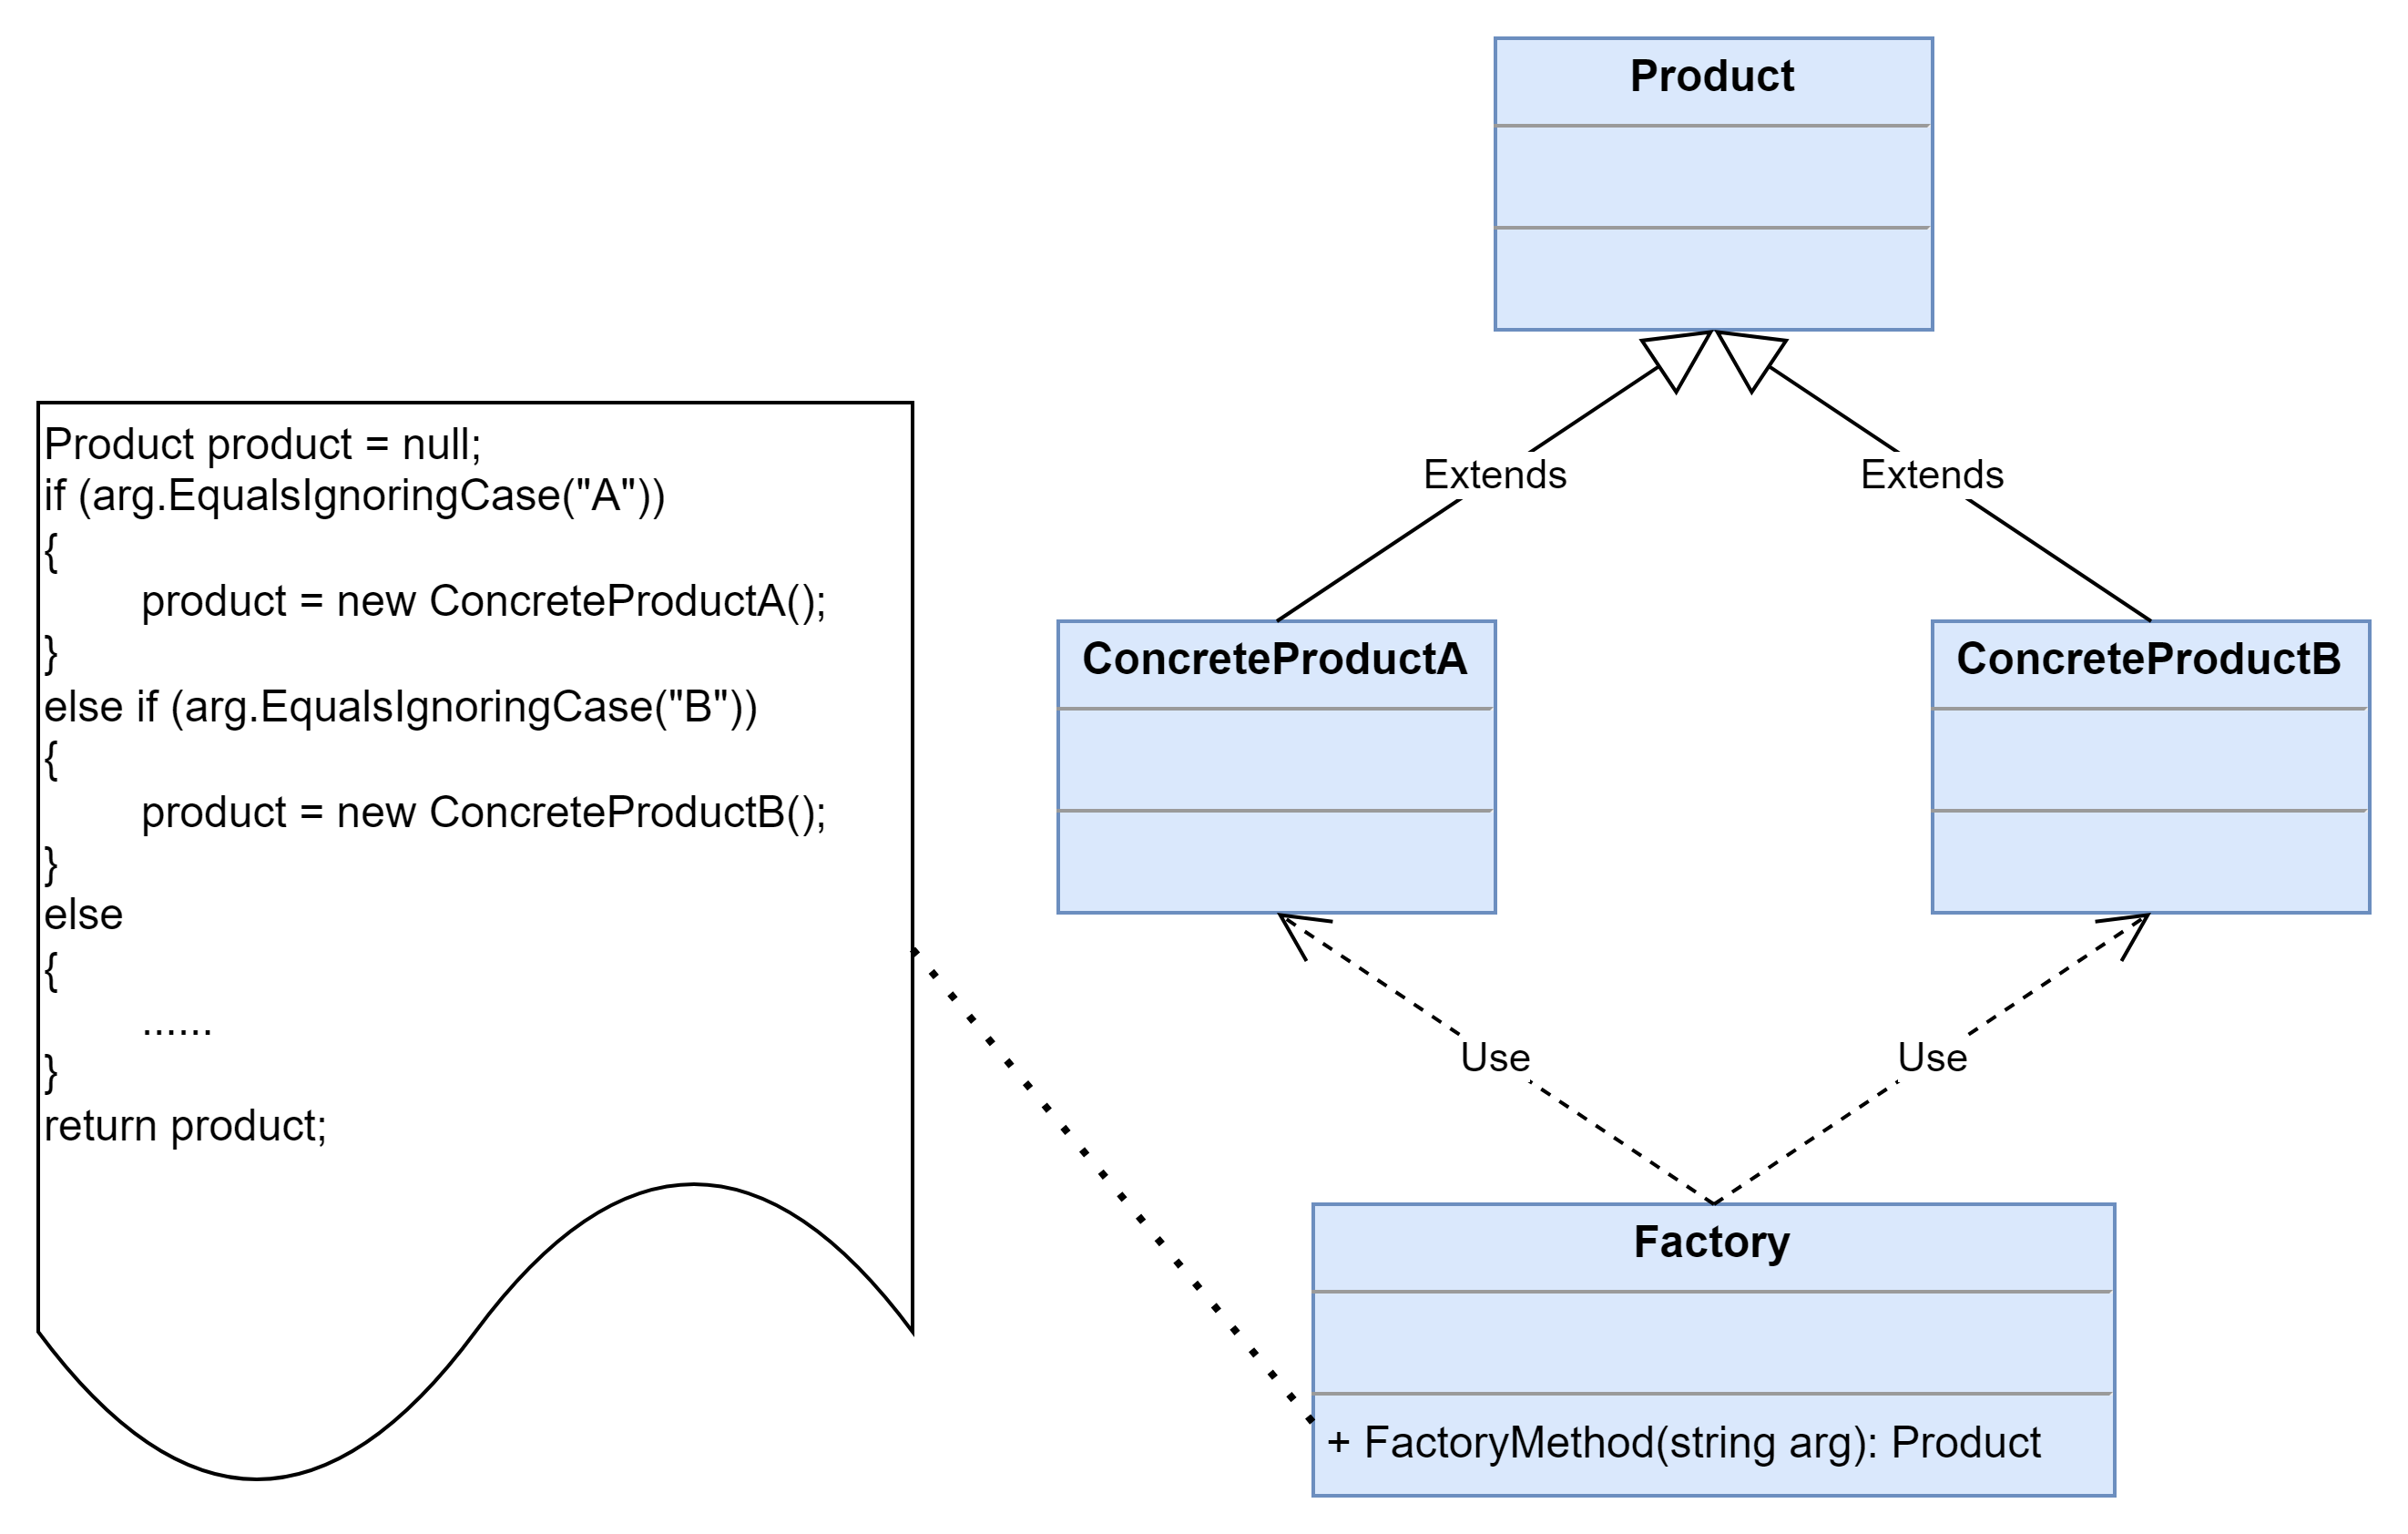 Product
Product product = null;
if (arg.EqualsIgnoringCase("A"))
{
product = new ConcreteProductA();
}
else if (arg.EqualsIgnoringCase("B"))
{
product = new ConcreteProductB();
}
else
{
......
}
return product;
Extends
Extends
ConcreteProductA
ConcreteProductB
Use
Use
Factory
+ FactoryMethod(string arg): Product